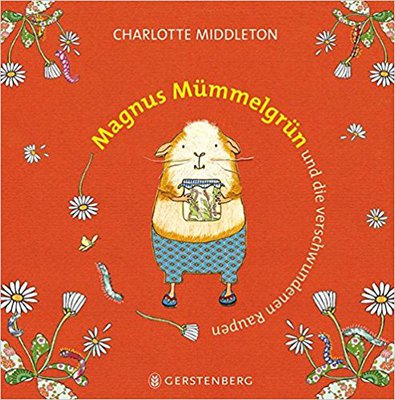 CHARLOTTE MIDDLETON
Magnus Mümmelgrün
und die verschwundenen Raupen
GERSTENBERG